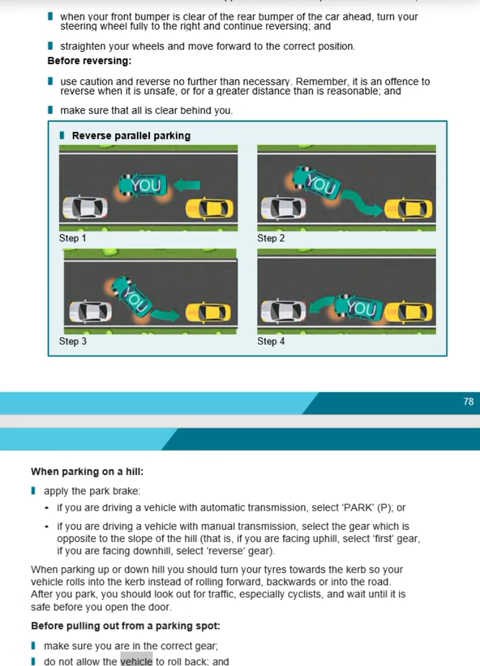 when your front bumper is clear of the rear bumper of the car ahead, turn your
steering wheel fully to the right and continue reversing; and
straighten your wheels and move forward to the correct position.
Before reversing:
use caution and reverse no further than necessary. Remember, it is an offence to
reverse when it is unsafe, or for a greater distance than is reasonable; and
make sure that all is clear behind you.
Reverse parallel parking
YOU
YOU
Step 1
Step 2
YOU
YOU
Step 3
Step 4
78
When parking on a hill:
apply the park brake:
- if you are driving a vehicle with automatic transmission, select 'PARK' (P); or
- if you are driving a vehicle with manual transmission, select the gear which is
opposite to the slope of the hill (that is, if you are facing uphill, select 'first' gear,
if you are facing downhill, select 'reverse' gear).
When parking up or down hill you should turn your tyres towards the kerb so your
vehicle rolls into the kerb instead of rolling forward, backwards or into the road.
After you park, you should look out for traffic, especially cyclists, and wait until it is
safe before you open the door.
Before pulling out from a parking spot:
make sure you are in the correct gear;
do not allow the vehicle to roll back; and